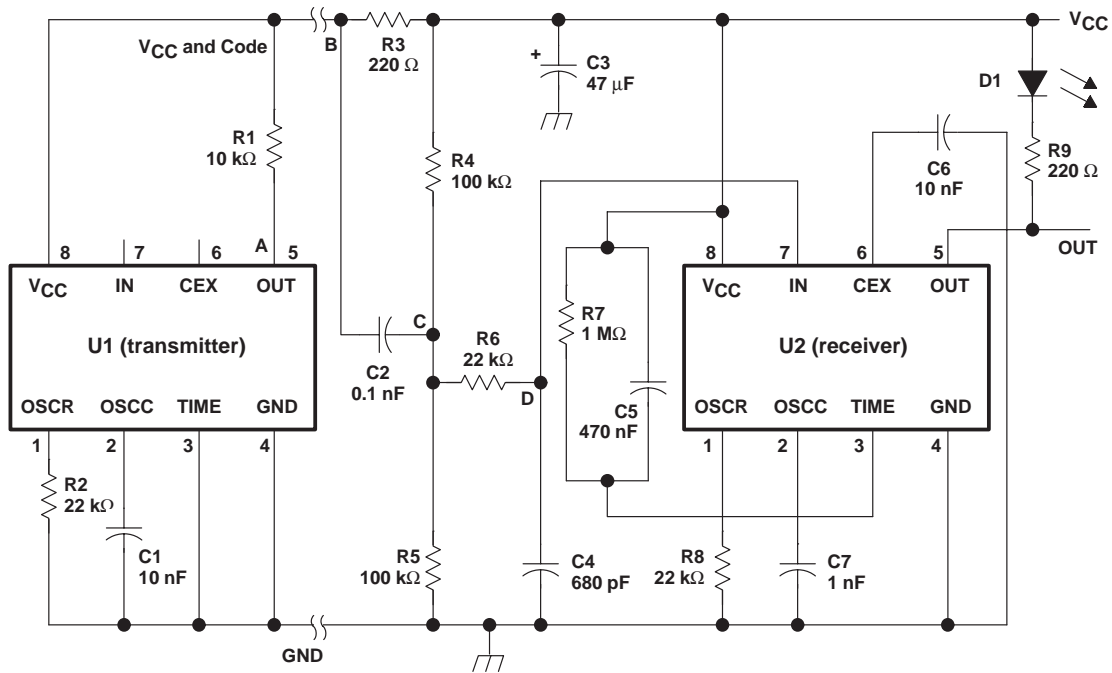 VCC and Code
B
R3
220 Ω
VCC
+
C3
47 μF
D1
R1
10 kΩ
R4
100 kΩ
C6
10 nF
R9
220 Ω
A
8
7
6
5
VCC
IN
CEX
OUT
U1 (transmitter)
OSCR
OSCC
TIME
GND
1
2
3
4
C
C2
0.1 nF
R6
22 kΩ
D
R7
1 MΩ
C5
470 nF
8
7
6
5
OUT
VCC
IN
CEX
OUT
U2 (receiver)
OSCR
OSCC
TIME
GND
1
2
3
4
R2
22 kΩ
C1
10 nF
R5
100 kΩ
C4
680 pF
R8
22 kΩ
C7
1 nF
GND